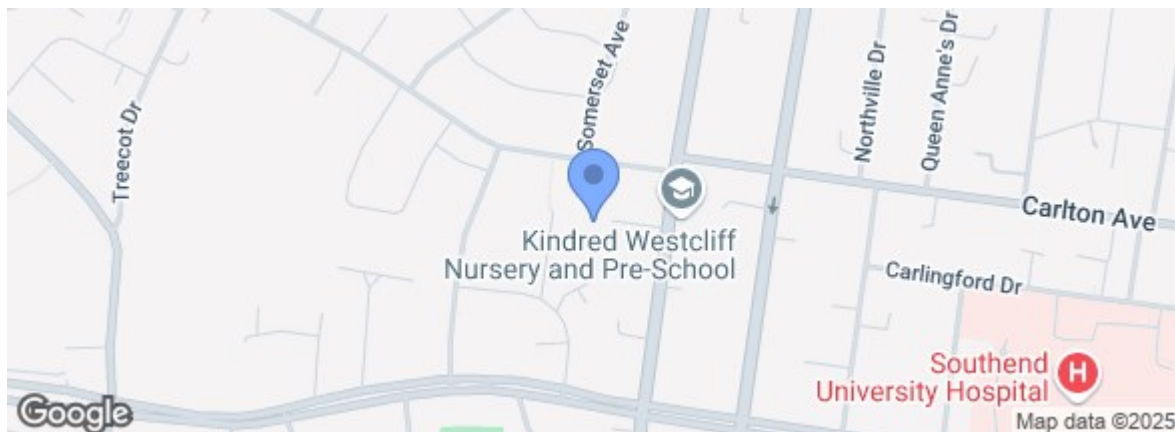 Somerset Ave
Northville Dr
Queen Anne's Dr
Treecot Dr
Carlton Ave
Kindred Westcliff
Nursery and Pre-School
Carlingford Dr
Southend
University Hospital
H
Google
Map data ©2025